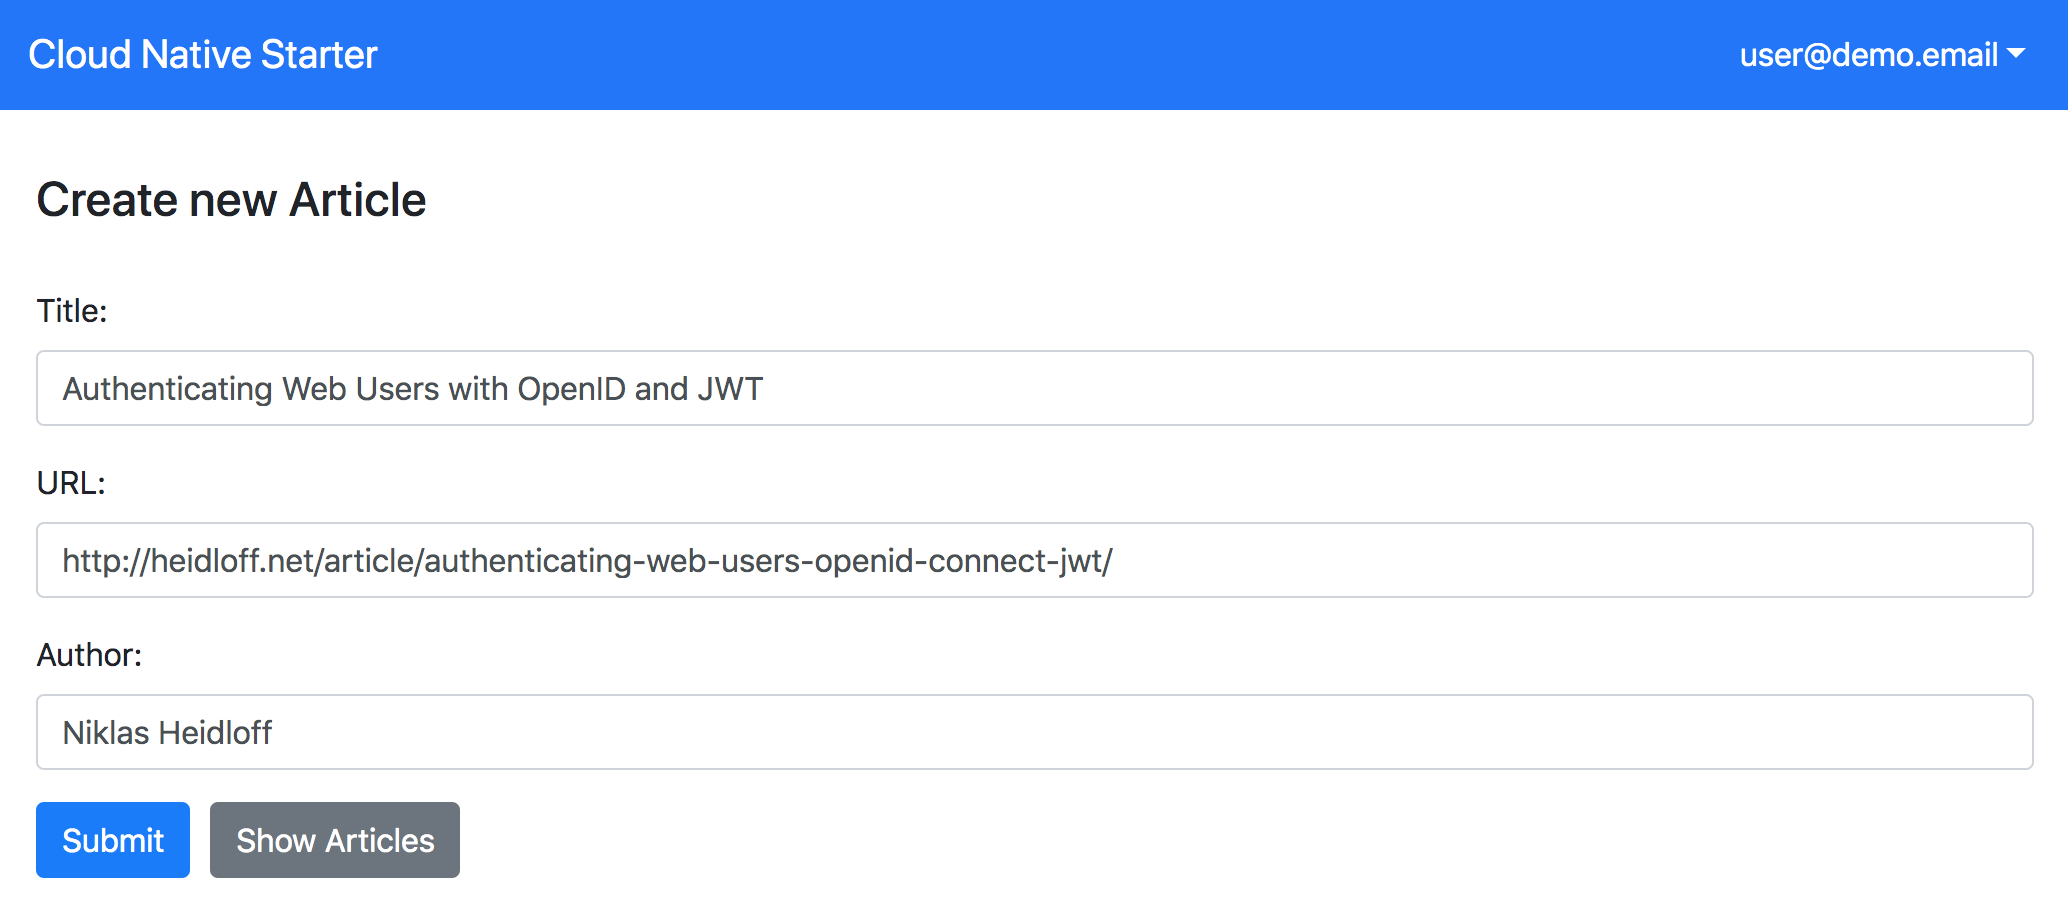 Cloud Native Starter user@demo.email
Create new Article
Title:
Authenticating Web Users with OpenID and JWT
URL:
http://heidloff.net/article/authenticating-web-users-openid-connect-jwt/
Author:
Niklas Heidloff
Submit Show Articles